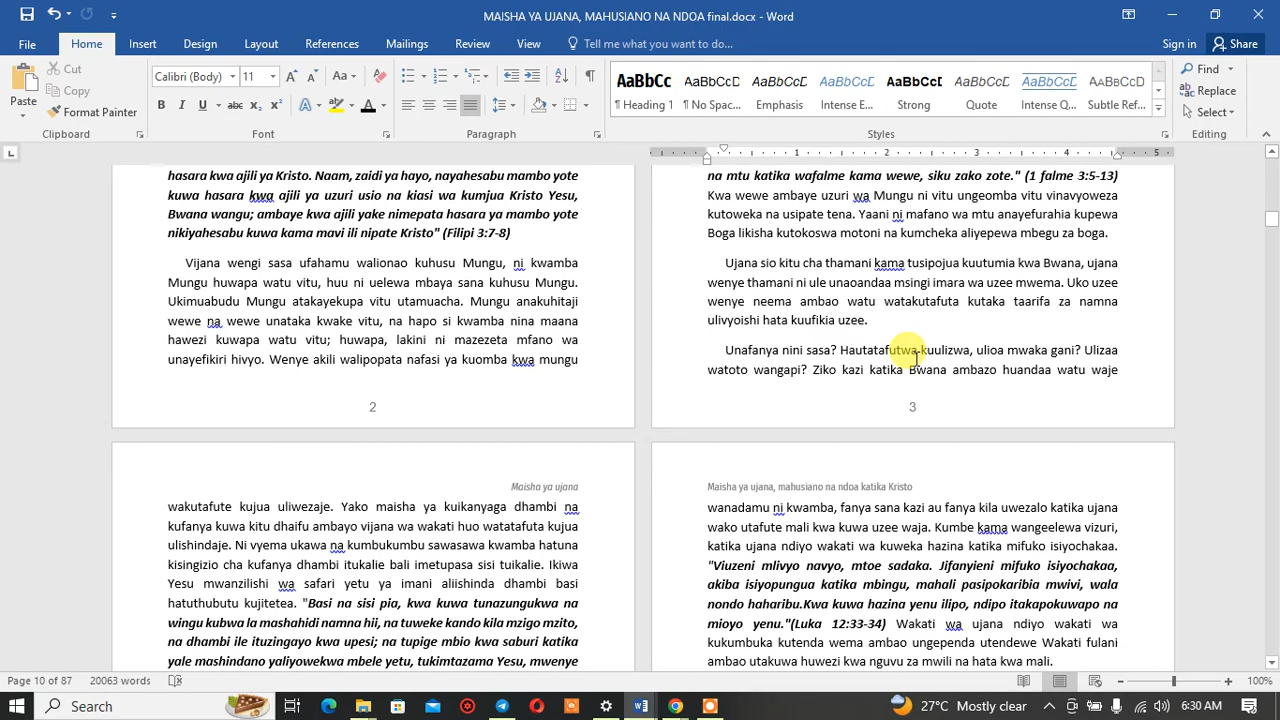 MAISHA YA UJANA, MAHUSIANO NA NDOA final.docx - Word
File
Home
Insert
Design
Layout
References
Mailings
Review
View
Tell me what you want to do...
Sign in
Share
Paste
Cut
Copy
Format Painter
Clipboard
Calibri (Body)
11
Font
Paragraph
AaBbCc
¶ Heading 1
AaBbCcD
¶ No Spac...
AaBbCcD
Emphasis
AaBbCcD
Intense E...
AaBbCcD
Strong
AaBbCcD
Quote
AaBbCcD
Intense Q...
AaBbCcD
Subtle Ref...
Styles
Find
Replace
Select
Editing
1 2 3 4 5
hasara kwa ajili ya Kristo. Naam, zaidi ya hayo, nayahesabu mambo yote
kuwa hasara kwa ajili ya uzuri usio na kiasi wa kumjua Kristo Yesu,
Bwana wangu; ambaye kwa ajili yake nimepata hasara ya mambo yote
nikiyahesabu kuwa kama mavi ili nipate Kristo" (Filipi 3:7-8)
Vijana wengi sasa ufahamu walionao kuhusu Mungu, ni kwamba
Mungu huwapa watu vitu, huu ni uelewa mbaya sana kuhusu Mungu.
Ukimuabudu Mungu atakayekupa vitu utamuacha. Mungu anakuhitaji
wewe na wewe unataka kwake vitu, na hapo si kwamba nina maana
hawezi kuwapa watu vitu; huwapa, lakini ni mazezeta mfano wa
unayefikiri hivyo. Wenye akili walipopata nafasi ya kuomba kwa mungu
2
na mtu katika wafalme kama wewe, siku zako zote." (1 falme 3:5-13)
Kwa wewe ambaye uzuri wa Mungu ni vitu ungeomba vitu vinavyoweza
kutoweka na usipate tena. Yaani ni mafano wa mtu anayefurahia kupewa
Boga likisha kutokoswa motoni na kumcheka aliyepewa mbegu za boga.
Ujana sio kitu cha thamani kama tusipojua kuutumia kwa Bwana, ujana
wenye thamani ni ule unaoandaa msingi imara wa uzee mwema. Uko uzee
wenye neema ambao watu watakutafuta kutaka taarifa za namna
ulivyoishi hata kuufikia uzee.
Unafanya nini sasa? Hautatafutwa kuulizwa, ulioa mwaka gani? Ulizaa
watoto wangapi? Ziko kazi katika Bwana ambazo huandaa watu waje
3
Maisha ya ujana
wakutafute kujua uliwezaje. Yako maisha ya kuikanyaga dhambi na
kufanya kuwa kitu dhaifu ambayo vijana wa wakati huo watatafuta kujua
ulishindaje. Ni vyema ukawa na kumbukumbu sawasawa kwamba hatuna
kisingizio cha kufanya dhambi itukalie bali imetupasa sisi tuikalie. Ikiwa
Yesu mwanzilishi wa safari yetu ya imani aliishinda dhambi basi
hatuthubutu kujitetea. "Basi na sisi pia, kwa kuwa tunazungukwa na
wingu kubwa la mashahidi namna hii, na tuweke kando kila mzigo mzito,
na dhambi ile ituzingayo kwa upesi; na tupige mbio kwa saburi katika
yale mashindano yaliyowekwa mbele yetu, tukimtazama Yesu, mwenye
Maisha ya ujana, mahusiano na ndoa katika Kristo
wanadamu ni kwamba, fanya sana kazi au fanya kila uwezalo katika ujana
wako utafute mali kwa kuwa uzee waja. Kumbe kama wangeelewa vizuri,
katika ujana ndiyo wakati wa kuweka hazina katika mifuko isiyochakaa.
"Viuzeni mlivyo navyo, mtoe sadaka. Jifanyieni mifuko isiyochakaa,
akiba isiyopungua katika mbingu, mahali pasipokaribia mwivi, wala
nondo haharibu.Kwa kuwa hazina yenu ilipo, ndipo itakapokuwapo na
mioyo yenu."(Luka 12:33-34) Wakati wa ujana ndiyo wakati wa
kukumbuka kutenda wema ambao ungependa utendewe Wakati fulani
ambao utakuwa huwezi kwa nguvu za mwili na hata kwa mali.
Page 10 of 87
20063 words
100%
Search
27°C Mostly clear
6:30 AM